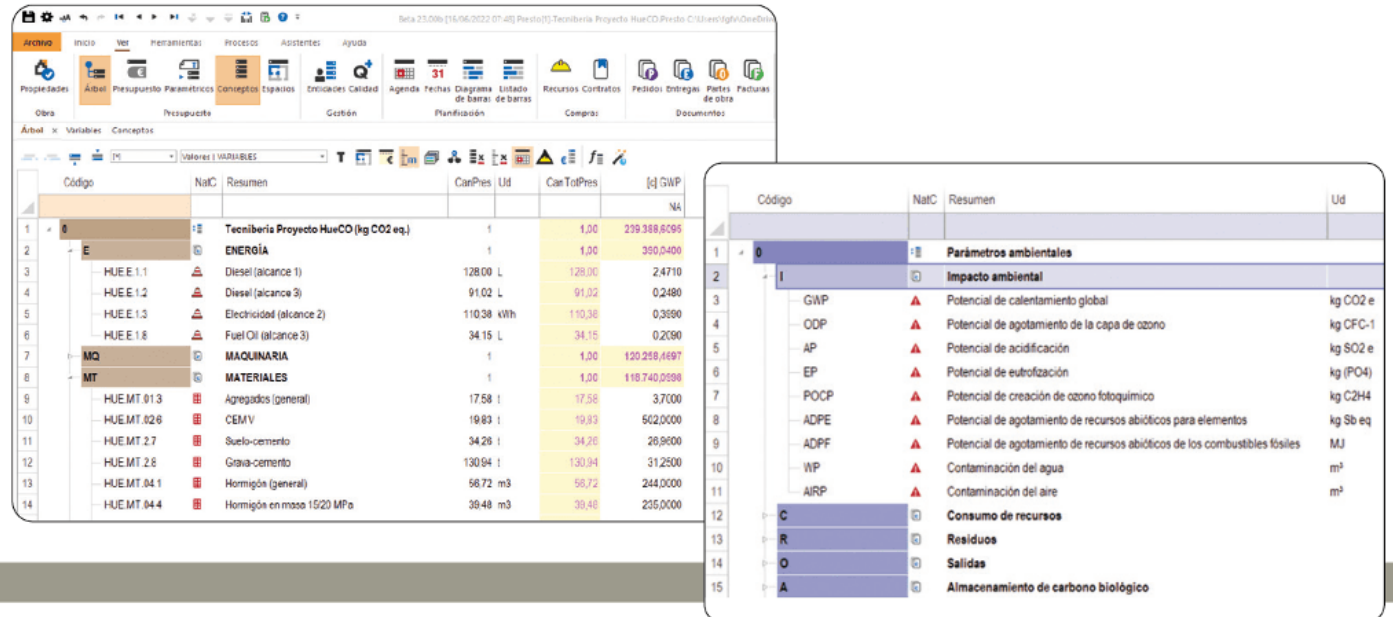 Beta 23.00b [16/06/2022 07:48] Presto[1]-Tecniberia Proyecto HueCO.Presto C:\Users\fgfv\OneDriv
Archivo Inicio Ver Herramientas Procesos Asistentes Ayuda
Propiedades Árbol Presupuesto Paramétricos Conceptos Espacios Entidades Calidad Agenda Fechas Diagrama de barras Listado de barras Recursos Contratos Pedidos Entregas Partes de obra Facturas
Obra Presupuesto Gestión Planificación Compras Documentos
Árbol × Variables Conceptos
[*] Valores | VARIABLES
Código NatC Resumen CanPres Ud CanTotPres [c] GWP
NA
1 0 Tecniberia Proyecto HueCO (kg CO2 eq.) 1 1,00 239.388,6095
2 E ENERGÍA 1 1,00 390,0400
3 HUE.E.1.1 Diesel (alcance 1) 128,00 L 128,00 2,4710
4 HUE.E.1.2 Diesel (alcance 3) 91,02 L 91,02 0,2480
5 HUE.E.1.3 Electricidad (alcance 2) 110,38 kWh 110,38 0,3990
6 HUE.E.1.8 Fuel Oil (alcance 3) 34,15 L 34,15 0,2090
7 MQ MAQUINARIA 1 1,00 120.258,4697
8 MT MATERIALES 1 1,00 118.740,0998
9 HUE.MT.01.3 Agregados (general) 17,58 t 17,58 3,7000
10 HUE.MT.02.6 CEM V 19,83 t 19,83 502,0000
11 HUE.MT.2.7 Suelo-cemento 34,26 t 34,26 26,9600
12 HUE.MT.2.8 Grava-cemento 130,94 t 130,94 31,2500
13 HUE.MT.04.1 Hormigón (general) 56,72 m3 56,72 244,0000
14 HUE.MT.04.4 Hormigón en masa 15/20 MPa 39,48 m3 39,48 235,0000
Código NatC Resumen Ud
1 0 Parámetros ambientales
2 I Impacto ambiental
3 GWP Potencial de calentamiento global kg CO2 e
4 ODP Potencial de agotamiento de la capa de ozono kg CFC-1
5 AP Potencial de acidificación kg SO2 e
6 EP Potencial de eutrofización kg (PO4)
7 POCP Potencial de creación de ozono fotoquímico kg C2H4
8 ADPE Potencial de agotamiento de recursos abióticos para elementos kg Sb eq
9 ADPF Potencial de agotamiento de recursos abióticos de los combustibles fósiles MJ
10 WP Contaminación del agua m³
11 AIRP Contaminación del aire m³
12 C Consumo de recursos
13 R Residuos
14 O Salidas
15 A Almacenamiento de carbono biológico